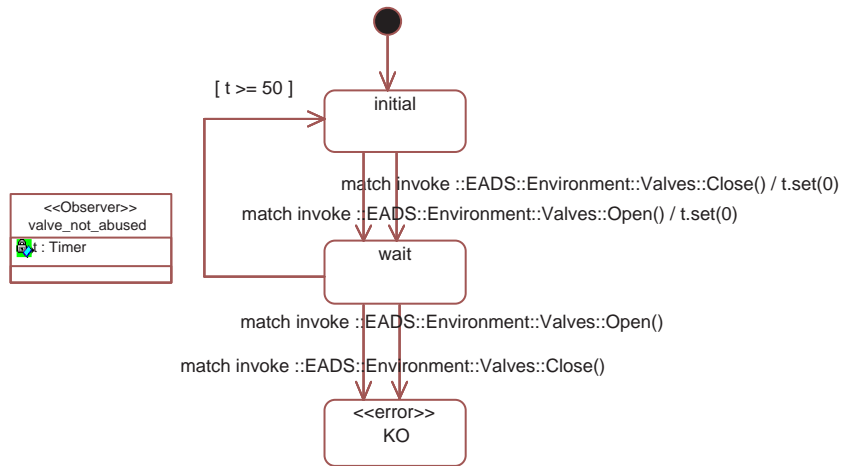 [ t >= 50 ]
initial
match invoke ::EADS::Environment::Valves::Close() / t.set(0)
<<Observer>>
valve_not_abused
match invoke ::EADS::Environment::Valves::Open() / t.set(0)
t : Timer
wait
match invoke ::EADS::Environment::Valves::Open()
match invoke ::EADS::Environment::Valves::Close()
<<error>>
KO